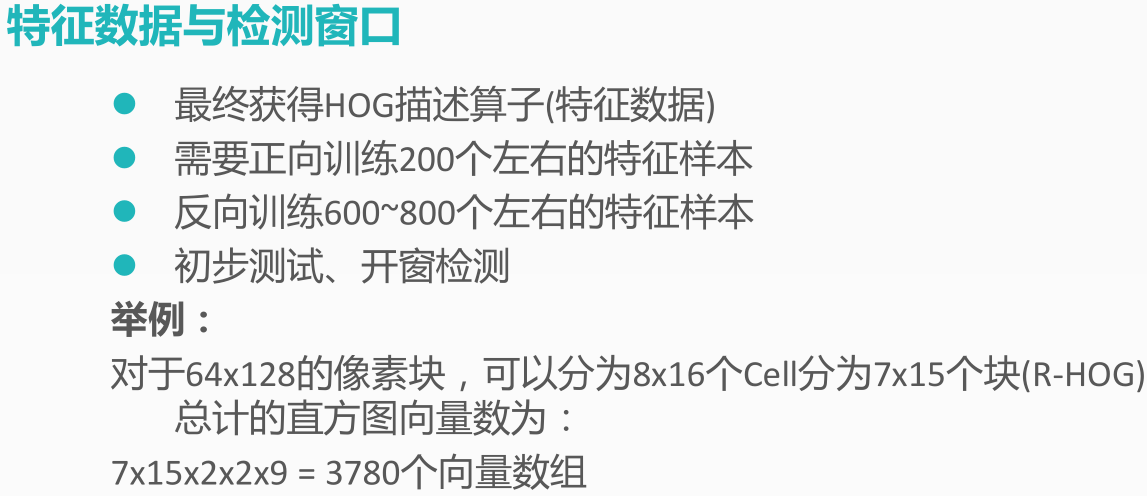 特征数据与检测窗口
最终获得HOG描述算子(特征数据)
需要正向训练200个左右的特征样本
反向训练600~800个左右的特征样本
初步测试、开窗检测
举例：
对于64x128的像素块，可以分为8x16个Cell分为7x15个块(R-HOG)
总计的直方图向量数为：
7x15x2x2x9 = 3780个向量数组